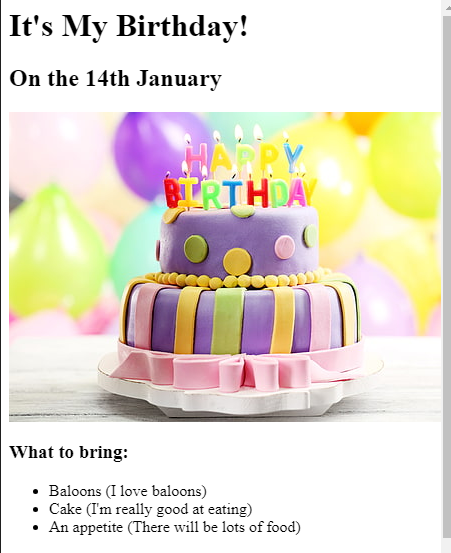 It's My Birthday!
On the 14th January
HAPPY
BIRTHDAY
What to bring:
Baloons (I love baloons)
Cake (I'm really good at eating)
An appetite (There will be lots of food)